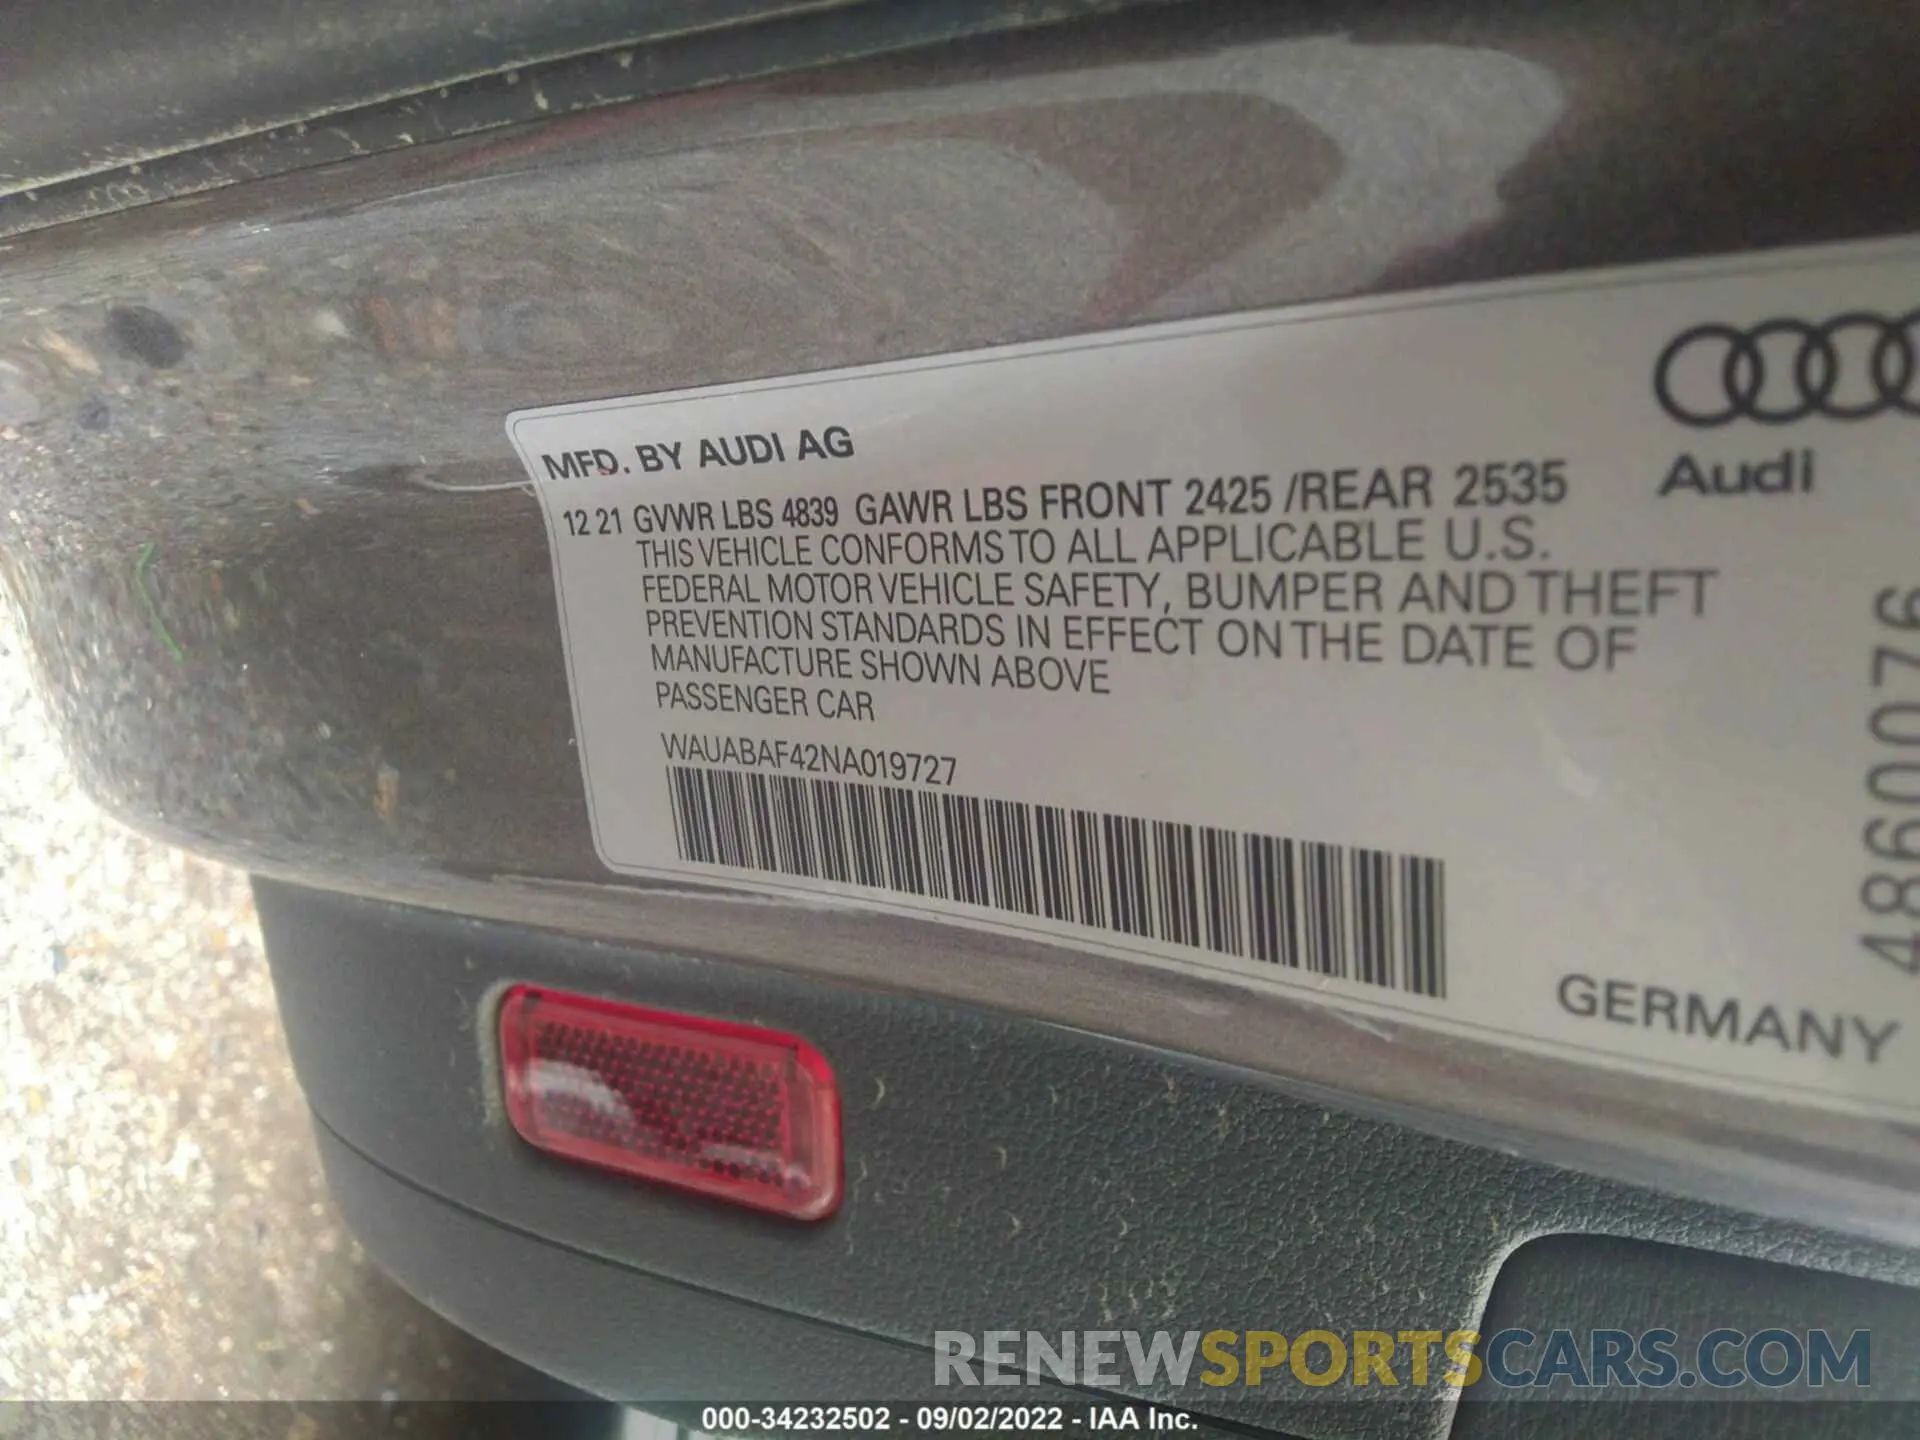 MFD. BY AUDI AG
12 21 GVWR LBS 4839 GAWR LBS FRONT 2425 /REAR 2535
THIS VEHICLE CONFORMS TO ALL APPLICABLE U.S.
FEDERAL MOTOR VEHICLE SAFETY, BUMPER AND THEFT
PREVENTION STANDARDS IN EFFECT ON THE DATE OF
MANUFACTURE SHOWN ABOVE
PASSENGER CAR
WAUABAF42NA019727
Audi
4860076
GERMANY
RENEWSPORTSCARS.COM
000-34232502 - 09/02/2022 - IAA Inc.